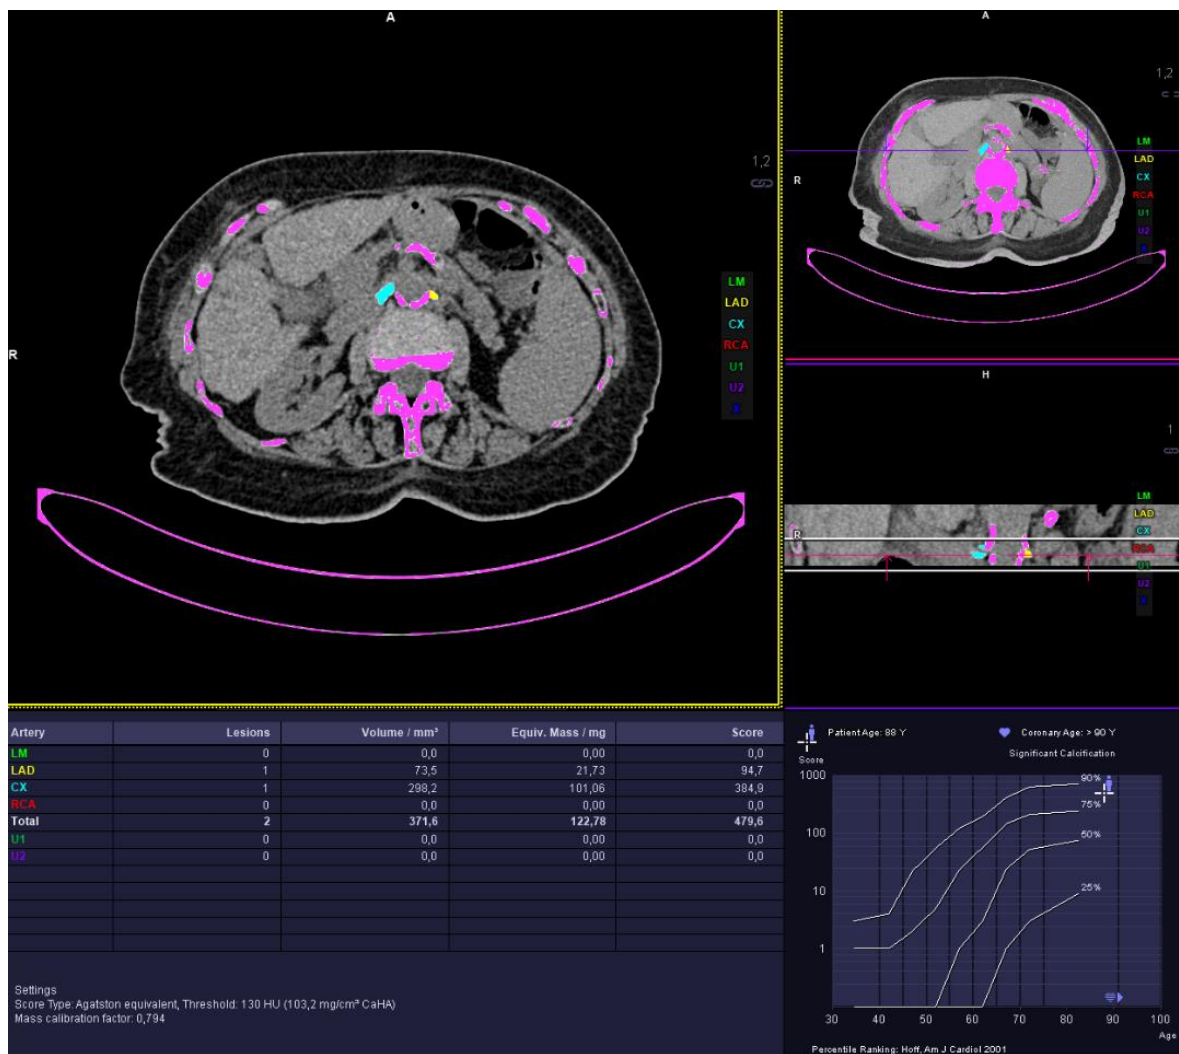 A
1,2
R
LM
LAD
CX
RCA
U1
U2
A
1,2
R
LM
LAD
CX
RCA
U1
U2
H
1
R
LM
LAD
CX
RCA
U1
U2
Artery Lesions Volume / mm³ Equiv. Mass / mg Score
LM 0 0,0 0,00 0,0
LAD 1 73,5 21,73 94,7
CX 1 298,2 101,06 384,9
RCA 0 0,0 0,00 0,0
Total 2 371,6 122,78 479,6
U1 0 0,0 0,00 0,0
U2 0 0,0 0,00 0,0
Settings
Score Type: Agatston equivalent, Threshold: 130 HU (103,2 mg/cm³ CaHA)
Mass calibration factor: 0,794
Patient Age: 88 Y Coronary Age: > 90 Y
Significant Calcification
Score
1000
100
10
1
90%
75%
50%
25%
30 40 50 60 70 80 90 100
Age
Percentile Ranking: Hoff, Am J Cardiol 2001